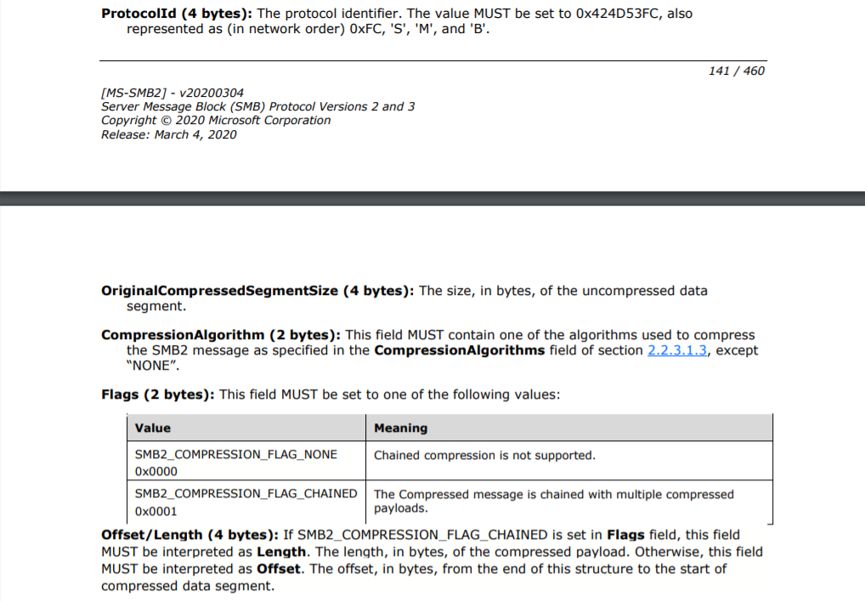 ProtocolId (4 bytes): The protocol identifier. The value MUST be set to 0x424D53FC, also
represented as (in network order) 0xFC, 'S', 'M', and 'B'.
141 / 460
[MS-SMB2] - v20200304
Server Message Block (SMB) Protocol Versions 2 and 3
Copyright © 2020 Microsoft Corporation
Release: March 4, 2020
OriginalCompressedSegmentSize (4 bytes): The size, in bytes, of the uncompressed data
segment.
CompressionAlgorithm (2 bytes): This field MUST contain one of the algorithms used to compress
the SMB2 message as specified in the CompressionAlgorithms field of section 2.2.3.1.3, except
“NONE”.
Flags (2 bytes): This field MUST be set to one of the following values:
Value Meaning
SMB2_COMPRESSION_FLAG_NONE Chained compression is not supported.
0x0000
SMB2_COMPRESSION_FLAG_CHAINED The Compressed message is chained with multiple compressed
0x0001 payloads.
Offset/Length (4 bytes): If SMB2_COMPRESSION_FLAG_CHAINED is set in Flags field, this field
MUST be interpreted as Length. The length, in bytes, of the compressed payload. Otherwise, this field
MUST be interpreted as Offset. The offset, in bytes, from the end of this structure to the start of
compressed data segment.